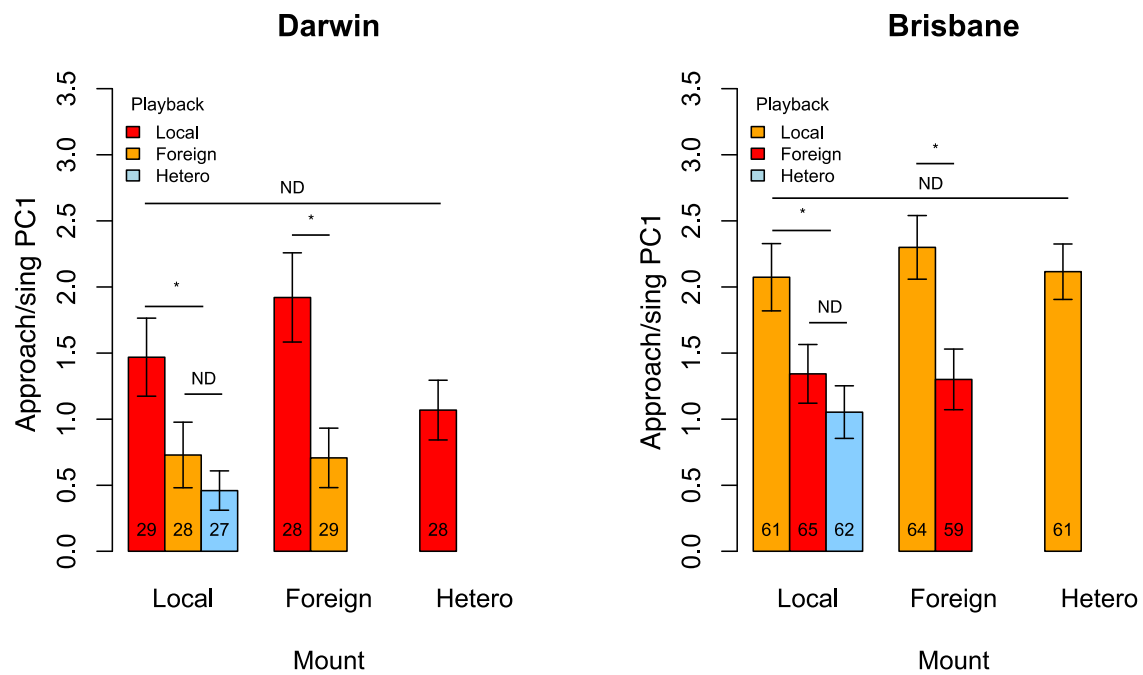 Darwin
3.5
3.0
2.5
2.0
1.5
1.0
0.5
0.0
Approach/sing PC1
Playback
Local
Foreign
Hetero
ND
*
*
ND
29
28
27
28
29
28
Local
Foreign
Hetero
Mount
Brisbane
3.5
3.0
2.5
2.0
1.5
1.0
0.5
0.0
Approach/sing PC1
Playback
Local
Foreign
Hetero
*
ND
*
ND
61
65
62
64
59
61
Local
Foreign
Hetero
Mount